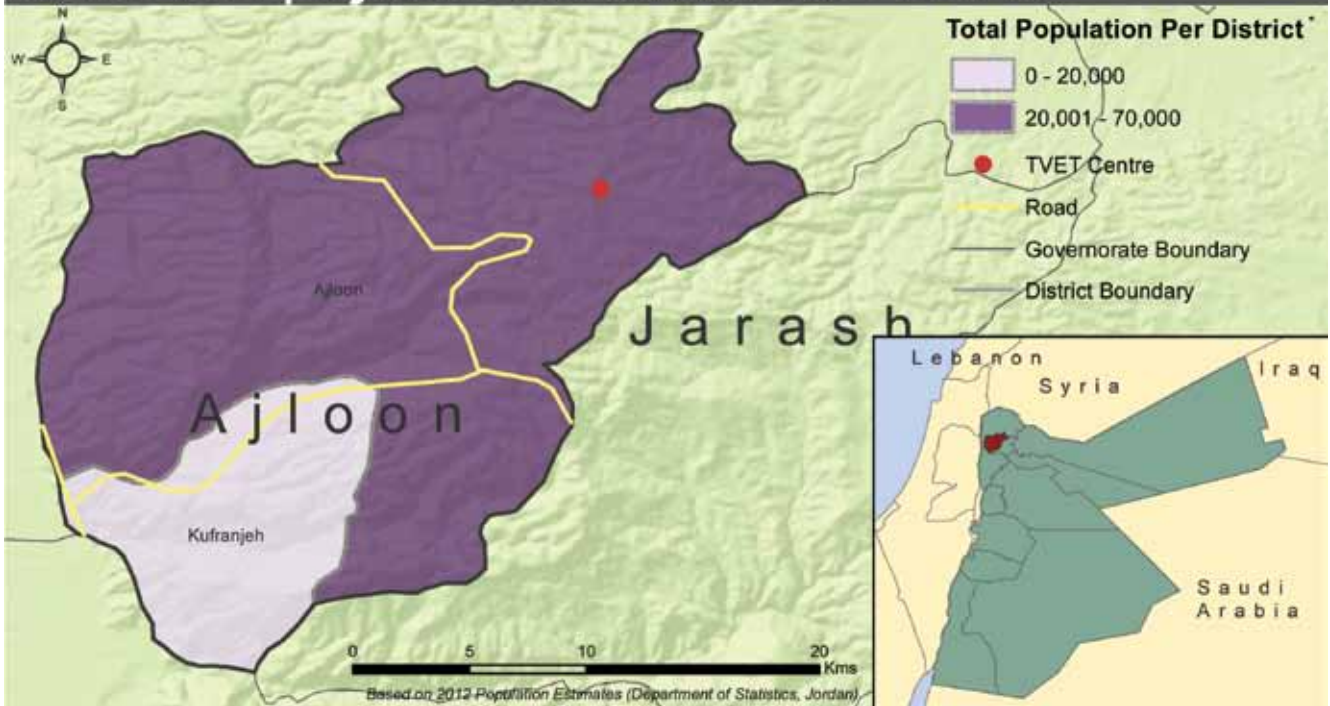 N
W E
S
Total Population Per District*
0 - 20,000
20,001 - 70,000
TVET Centre
Road
Governorate Boundary
District Boundary
Ajloon
Jarash
Ajloon
Kufranjeh
Lebanon
Syria
Iraq
Saudi
Arabia
0 5 10 20
Kms
Based on 2012 Population Estimates (Department of Statistics, Jordan)